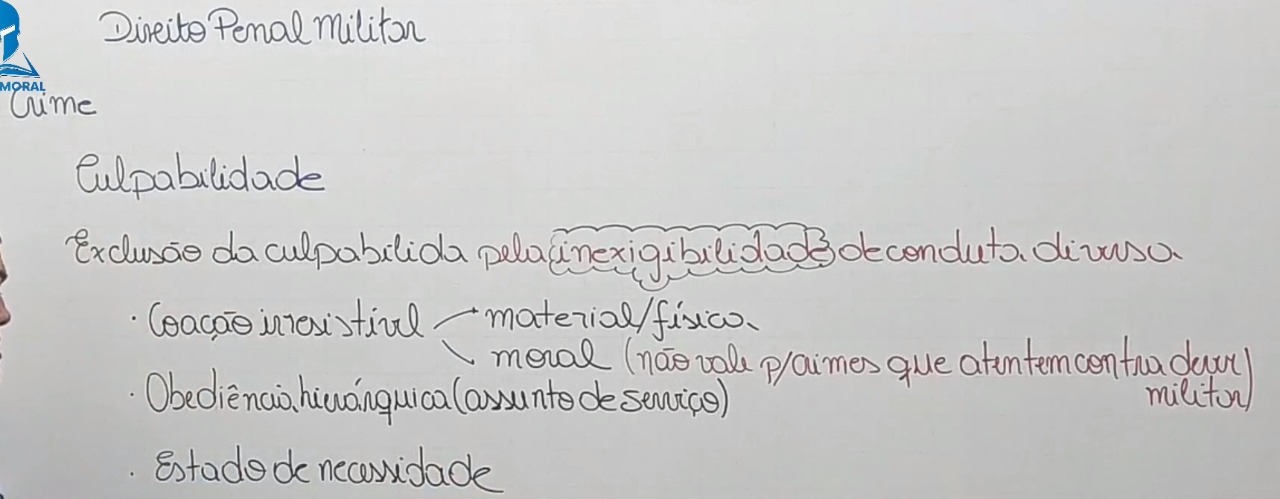 Direito Penal Militar
MORAL
Crime
Culpabilidade
Exclusão da culpabilida pela inexigibilidade de conduta diversa
· Coação irresistível material/física
moral (não vale p/crimes que atentem contra dever
militar)
· Obediência hierárquica (assunto de serviço)
· Estado de necessidade